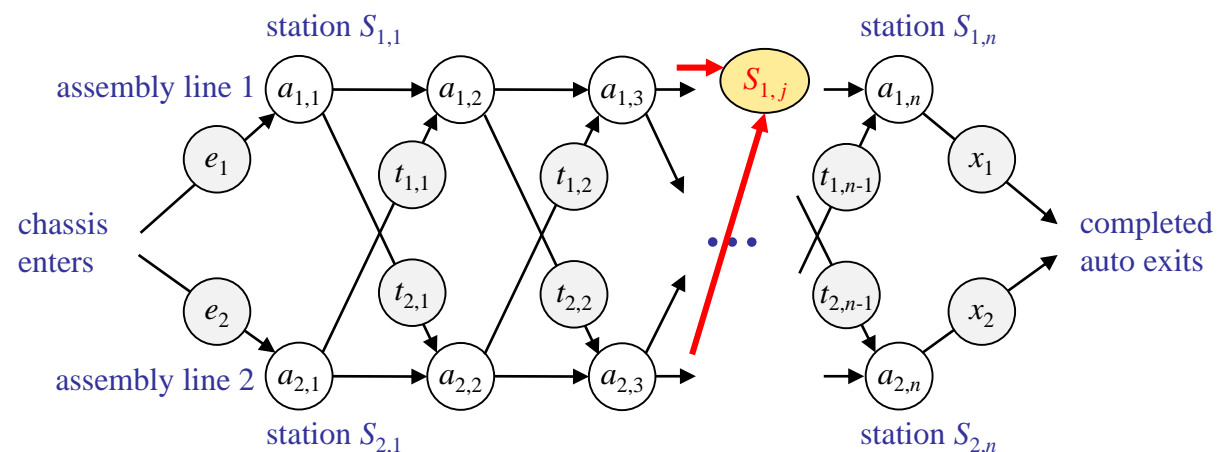 station S1,1
station S1,n
assembly line 1
a1,1
a1,2
a1,3
S1, j
a1,n
e1
t1,1
t1,2
t1,n-1
x1
chassis
enters
...
completed
auto exits
e2
t2,1
t2,2
t2,n-1
x2
assembly line 2
a2,1
a2,2
a2,3
a2,n
station S2,1
station S2,n